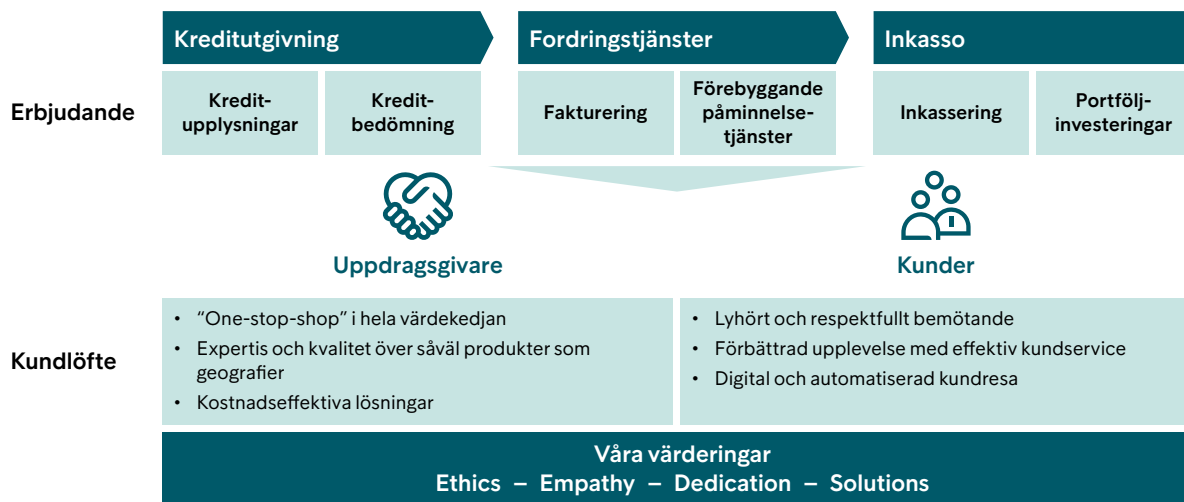 Kreditutgivning
Fordringstjänster
Inkasso
Erbjudande
Kredit-
upplysningar
Kredit-
bedömning
Fakturering
Förebyggande
påminnelse-
tjänster
Inkassering
Portfölj-
investeringar
Uppdragsgivare
Kunder
Kundlöfte
• "One-stop-shop" i hela värdekedjan
• Expertis och kvalitet över såväl produkter som
geografier
• Kostnadseffektiva lösningar
• Lyhört och respektfullt bemötande
• Förbättrad upplevelse med effektiv kundservice
• Digital och automatiserad kundresa
Våra värderingar
Ethics – Empathy – Dedication – Solutions